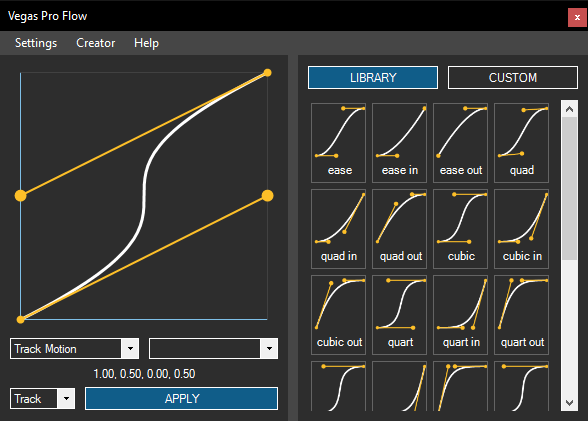 Vegas Pro Flow
x
Settings Creator Help
LIBRARY CUSTOM
ease ease in ease out quad
quad in quad out cubic cubic in
cubic out quart quart in quart out
Track Motion
1.00, 0.50, 0.00, 0.50
Track APPLY